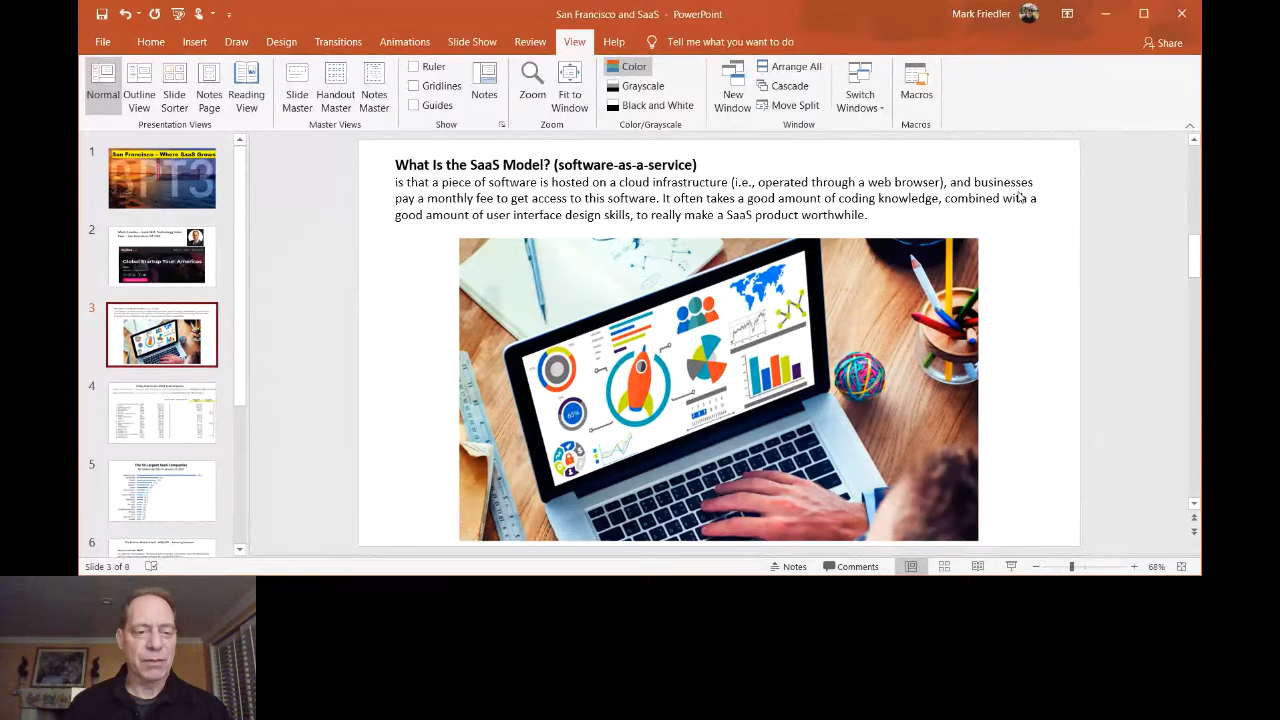 San Francisco and SaaS - PowerPoint
Mark Friedler
File Home Insert Draw Design Transitions Animations Slide Show Review View Help Tell me what you want to do
Share
Normal Outline View Slide Sorter Notes Page Reading View
Presentation Views
Slide Master Handout Master Notes Master
Master Views
Ruler
Gridlines
Guides
Show
Notes
Zoom Fit to Window
Zoom
Color
Grayscale
Black and White
Color/Grayscale
New Window
Arrange All
Cascade
Move Split
Switch Windows
Window
Macros
Macros
1
San Francisco - Where SaaS Grows
2
Global Startup Tour: Americas
3
4
5
The 50 Largest SaaS Companies
6
What Is the SaaS Model? (software-as-a-service)
is that a piece of software is hosted on a cloud infrastructure (i.e., operated through a web browser), and businesses
pay a monthly fee to get access to this software. It often takes a good amount of coding knowledge, combined with a
good amount of user interface design skills, to really make a SaaS product worthwhile.
65%
Slide 3 of 8
Notes Comments
68%